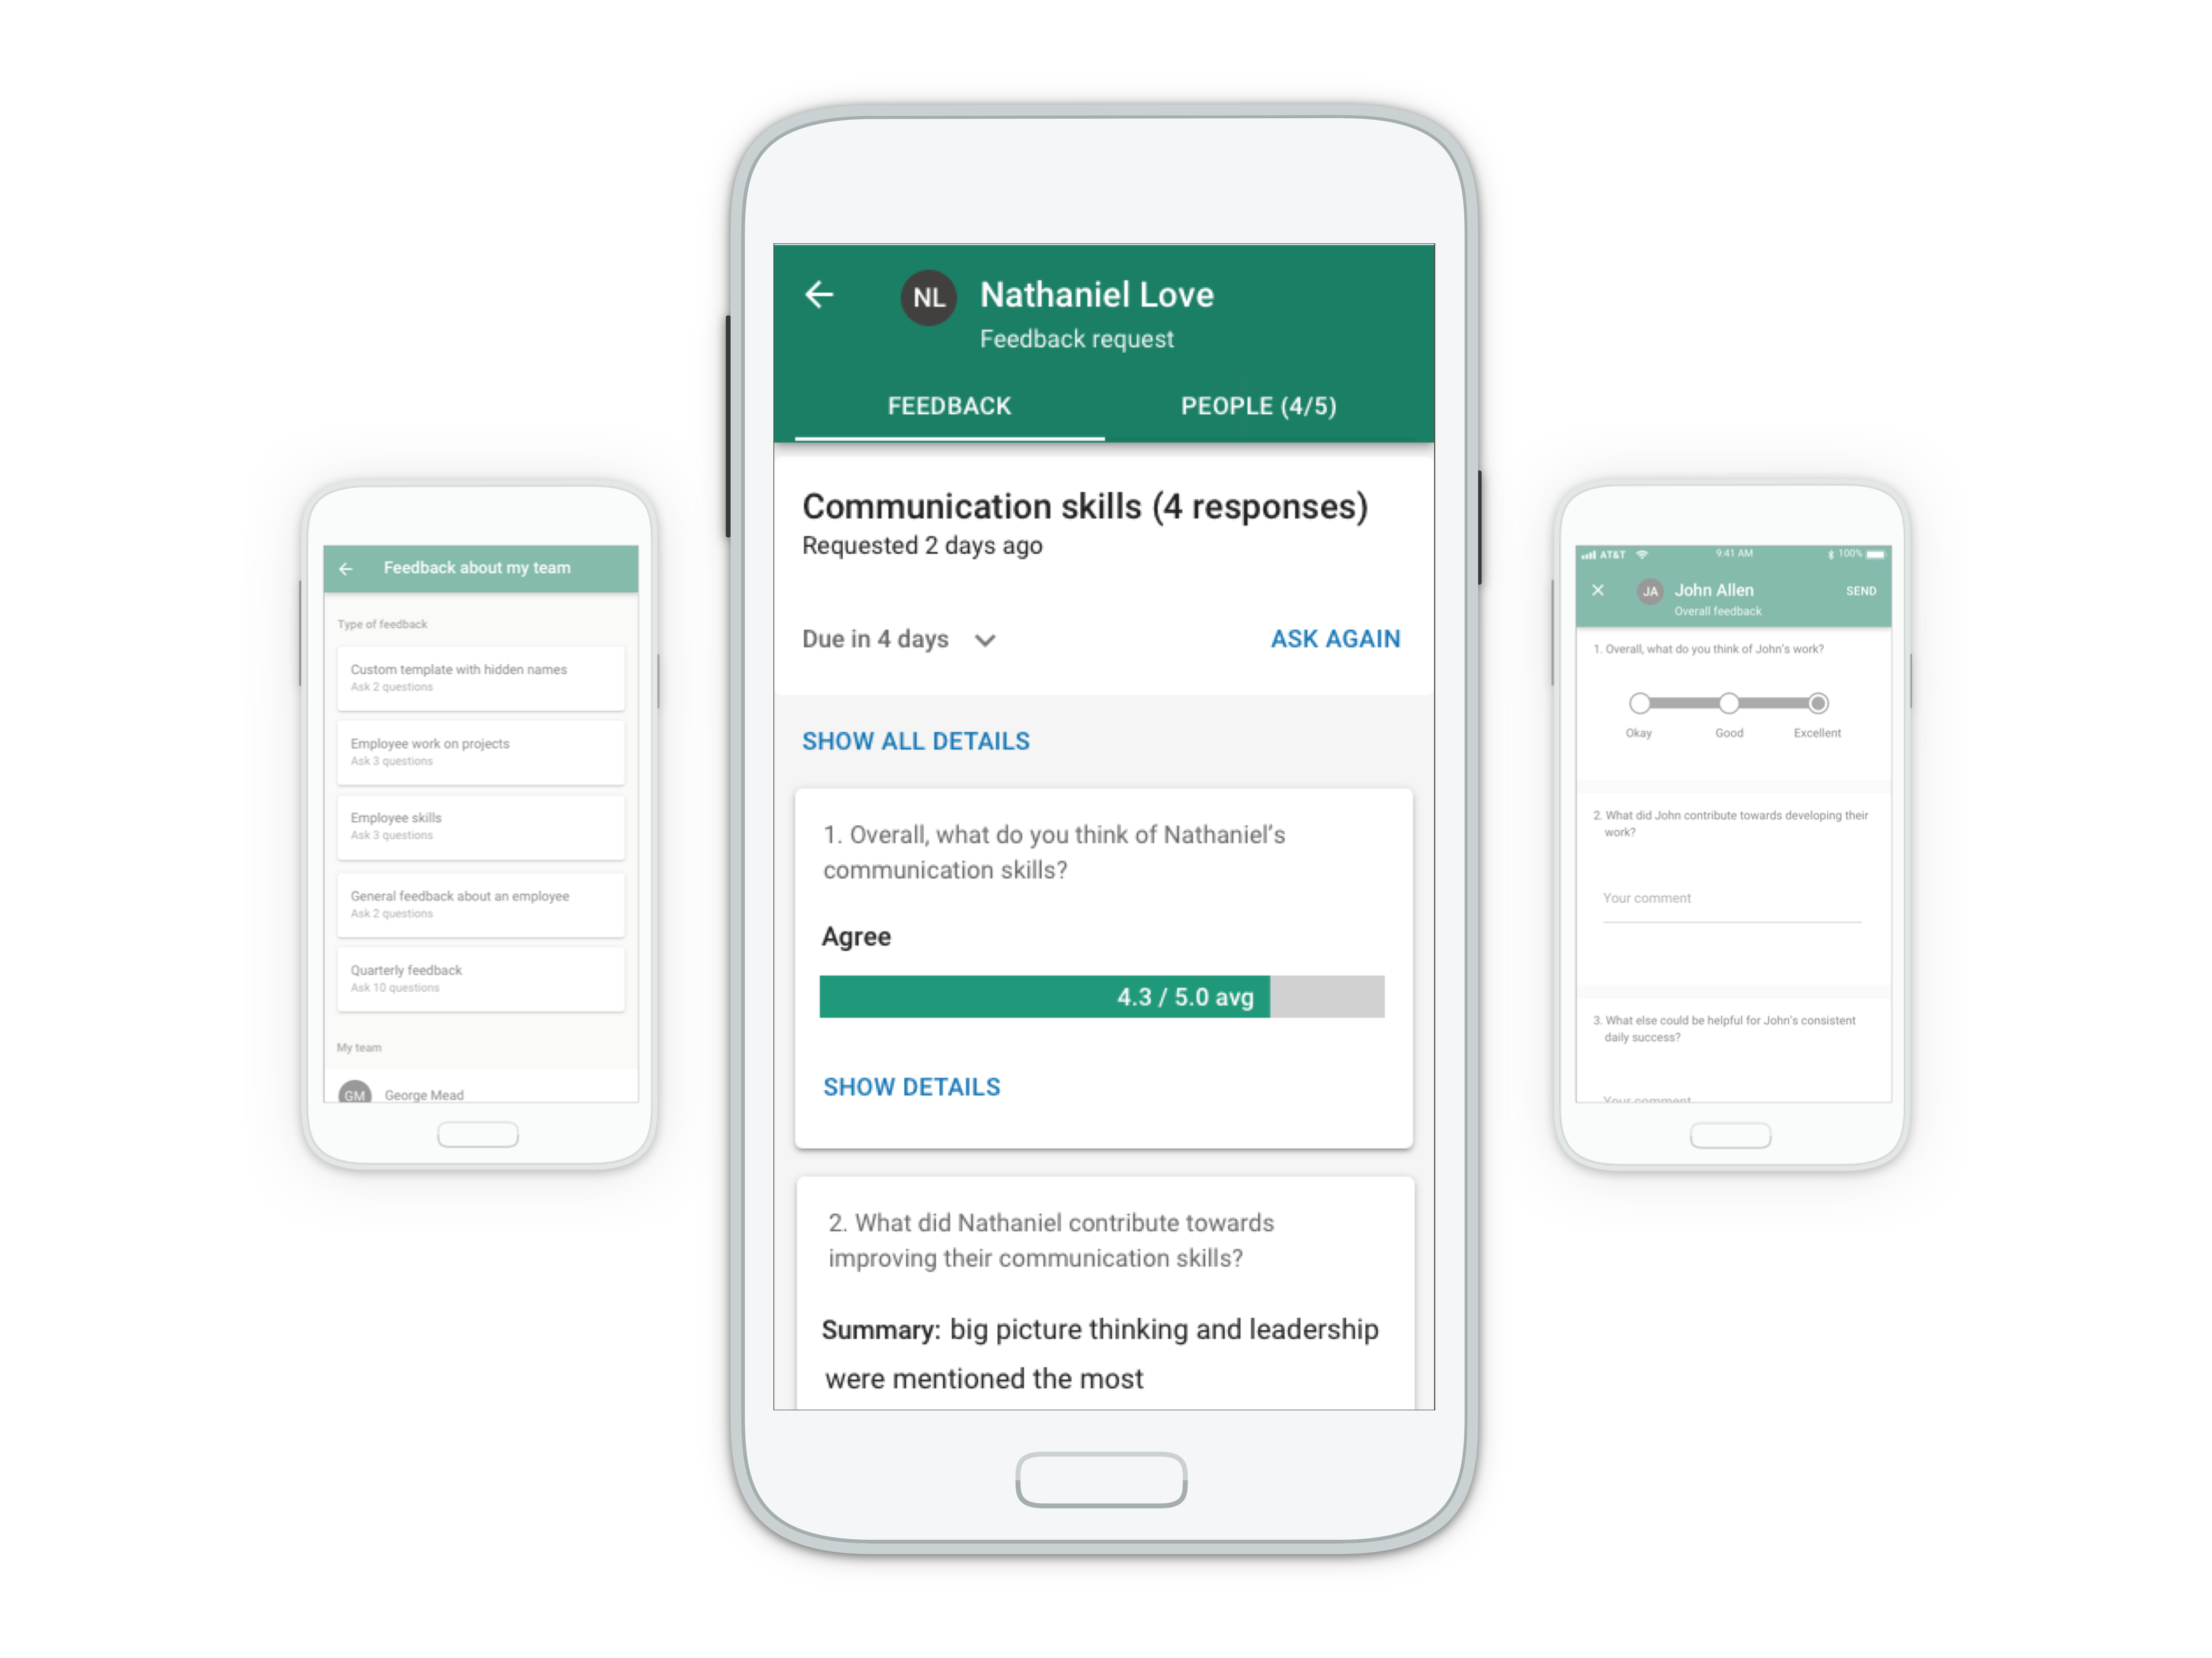 Feedback about my team
Type of feedback
Custom template with hidden names
Ask 2 questions
Employee work on projects
Ask 3 questions
Employee skills
Ask 3 questions
General feedback about an employee
Ask 2 questions
Quarterly feedback
Ask 10 questions
My team
GM George Mead
NL Nathaniel Love
Feedback request
FEEDBACK PEOPLE (4/5)
Communication skills (4 responses)
Requested 2 days ago
Due in 4 days ASK AGAIN
SHOW ALL DETAILS
1. Overall, what do you think of Nathaniel’s
communication skills?
Agree
4.3 / 5.0 avg
SHOW DETAILS
2. What did Nathaniel contribute towards
improving their communication skills?
Summary: big picture thinking and leadership
were mentioned the most
AT&T 9:41 AM 100%
JA John Allen SEND
Overall feedback
1. Overall, what do you think of John’s work?
Okay Good Excellent
2. What did John contribute towards developing their
work?
Your comment
3. What else could be helpful for John’s consistent
daily success?
Your comment